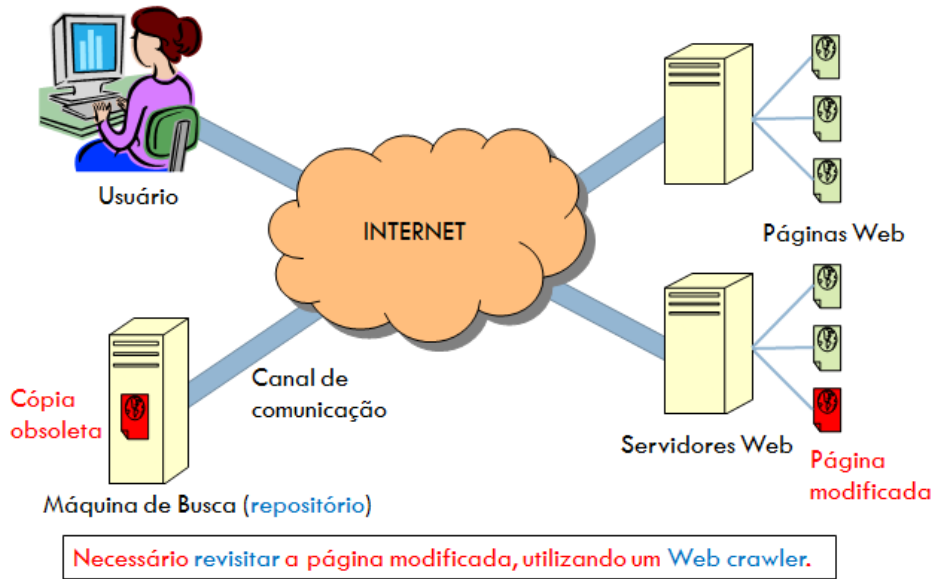 Usuário
INTERNET
Páginas Web
Cópia
obsoleta
Canal de
comunicação
Servidores Web
Página
modificada
Máquina de Busca (repositório)
Necessário revisitar a página modificada, utilizando um Web crawler.